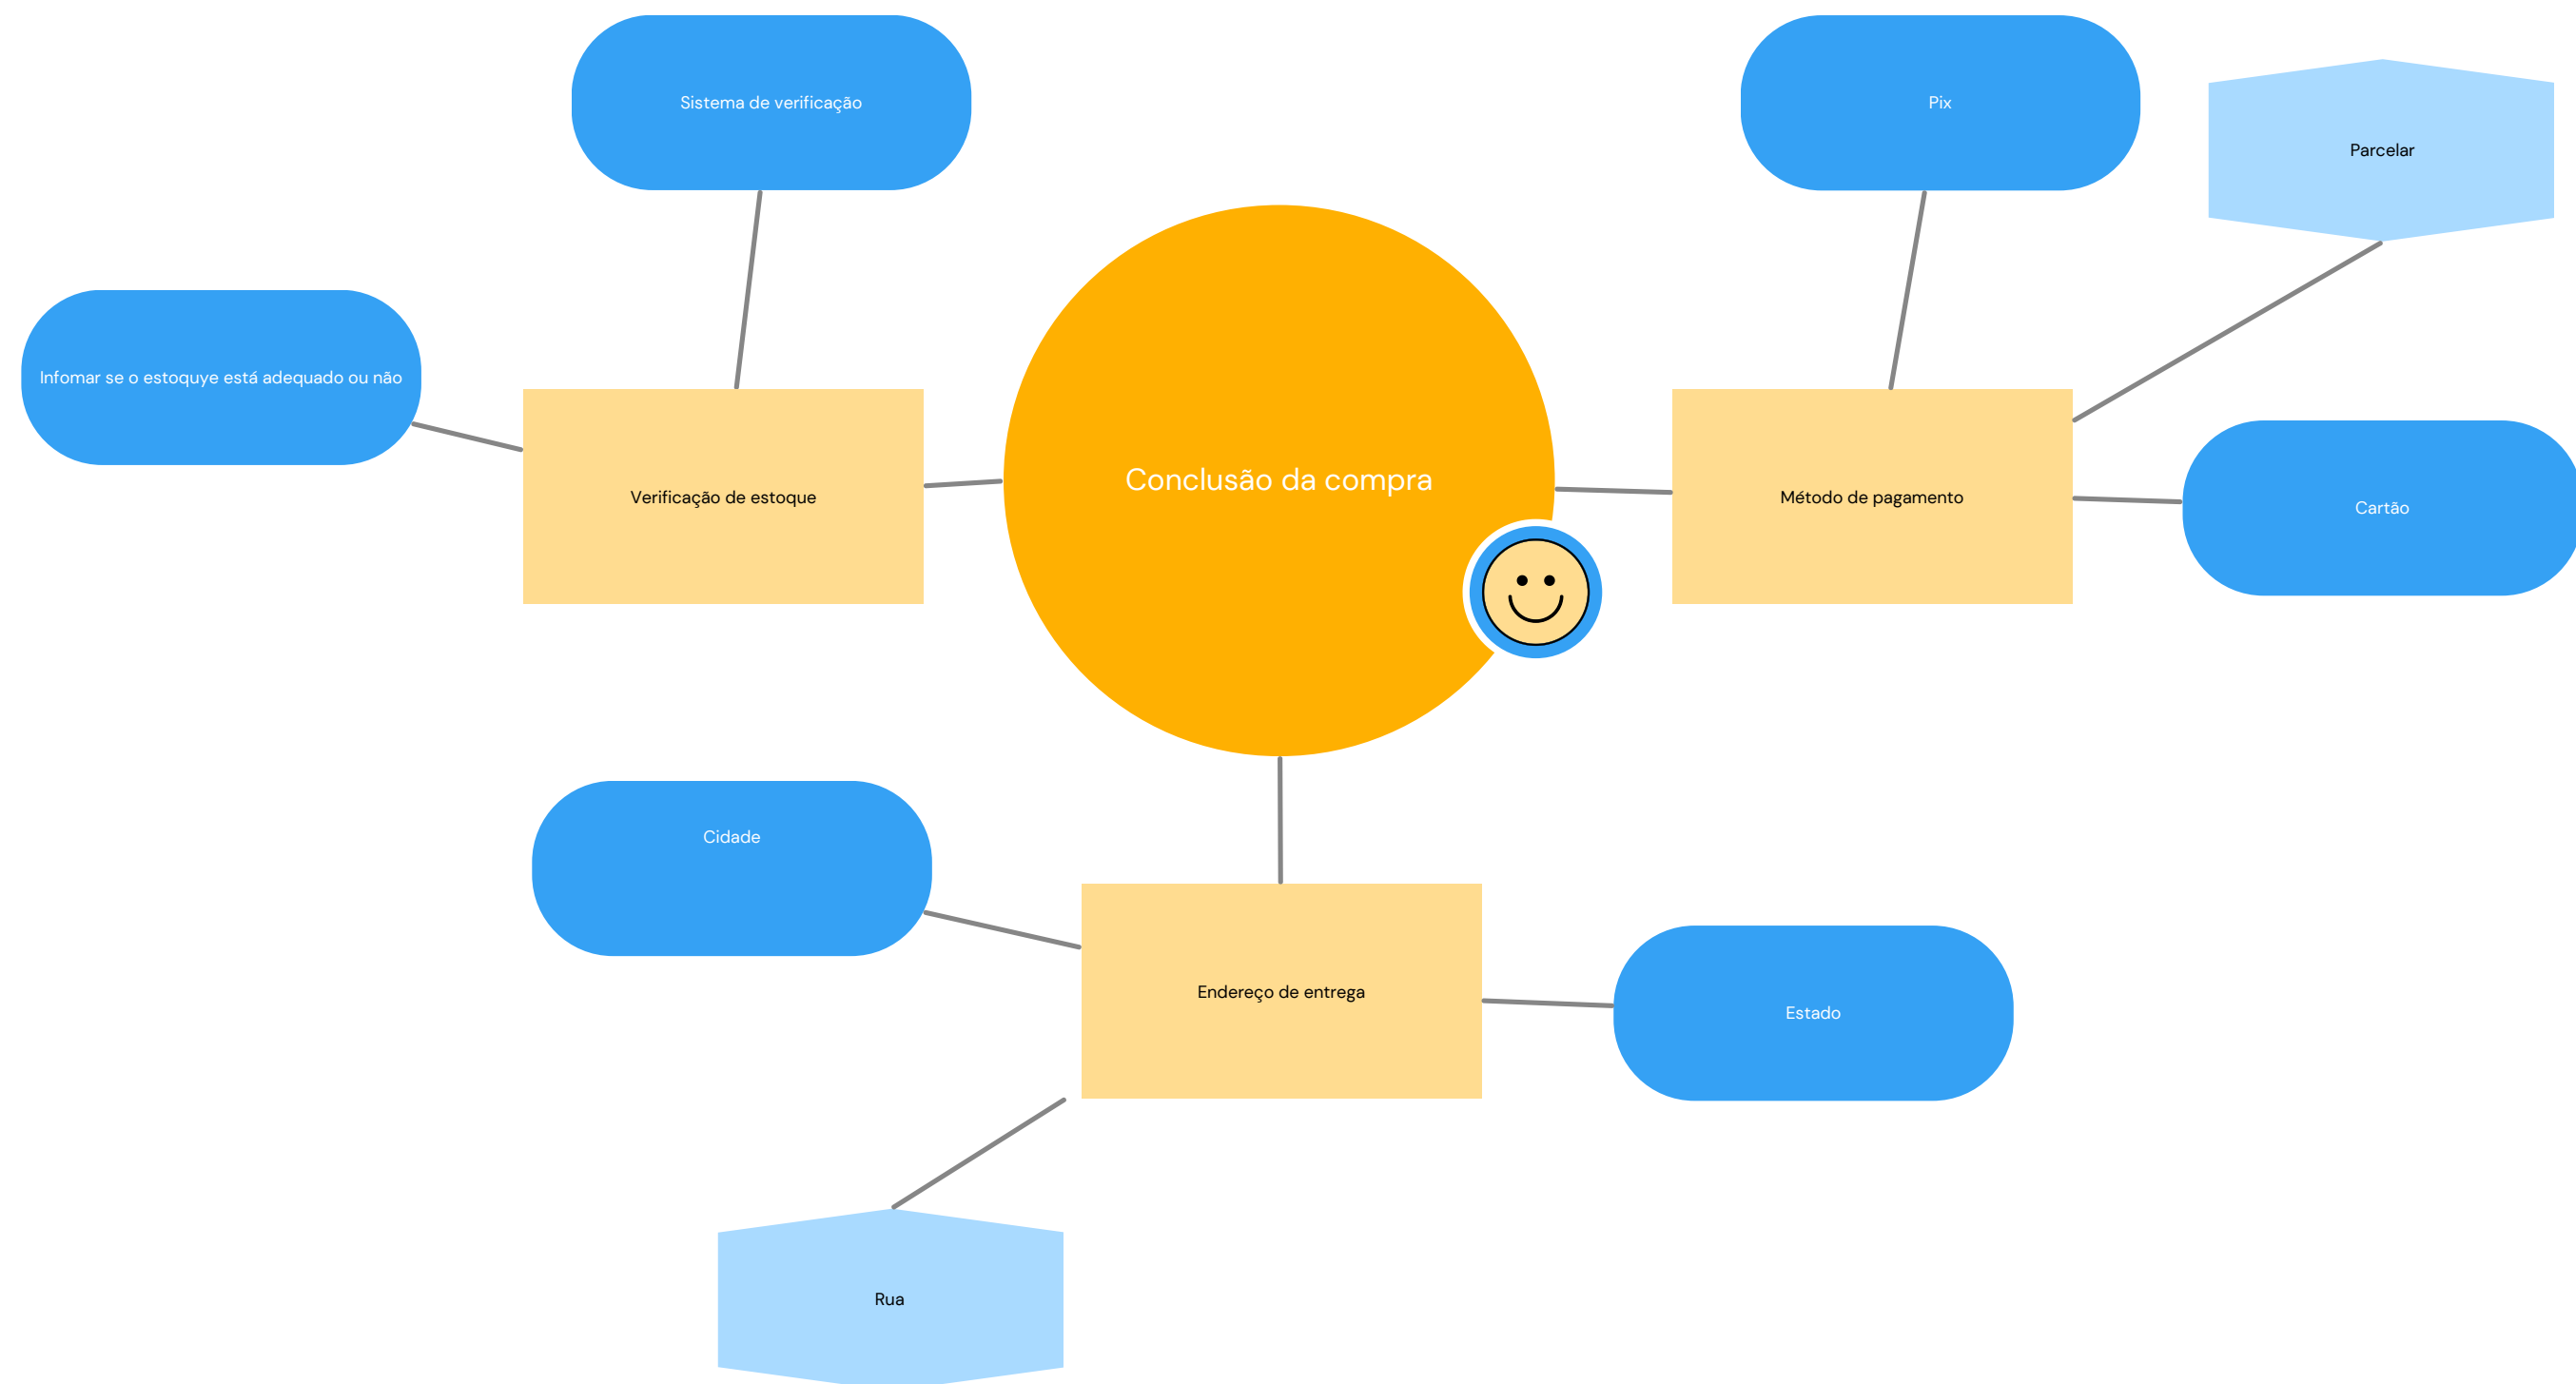 Sistema de verificação
Pix
Parcelar
Infomar se o estoquye está adequado ou não
Conclusão da compra
Verificação de estoque
Método de pagamento
Cartão
Cidade
Endereço de entrega
Estado
Rua